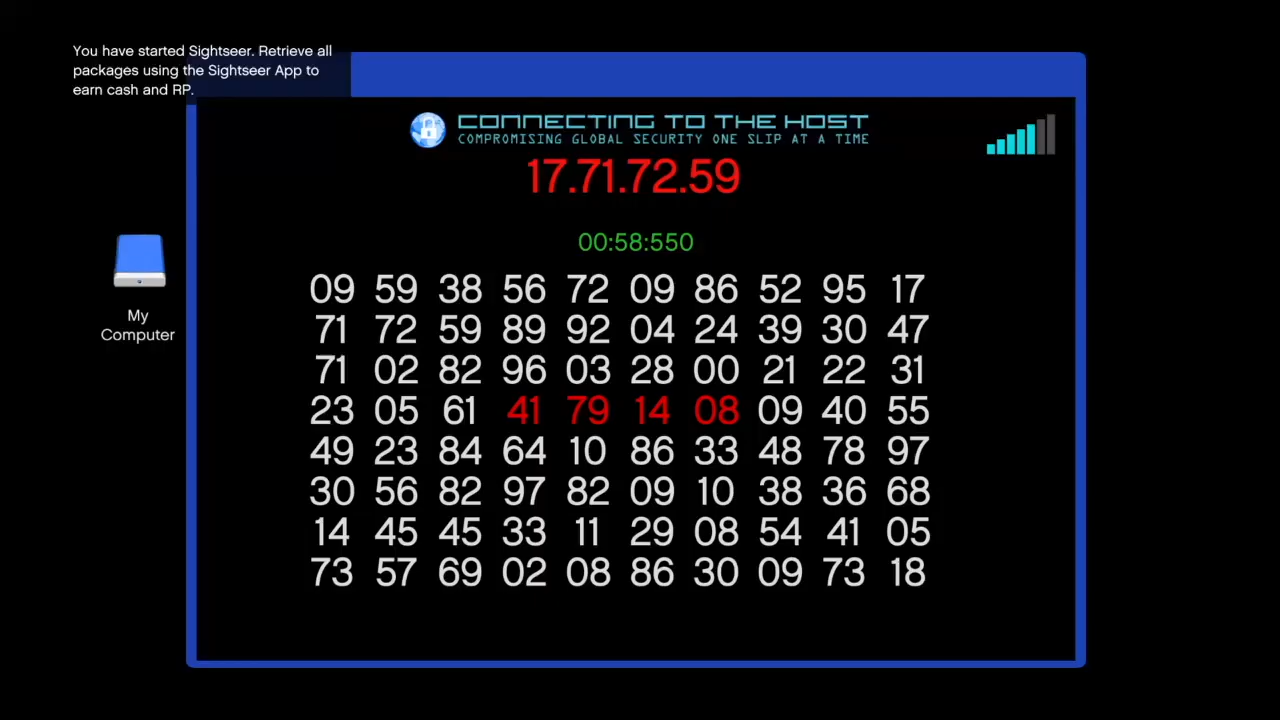 You have started Sightseer. Retrieve all
packages using the Sightseer App to
earn cash and RP.
CONNECTING TO THE HOST
COMPROMISING GLOBAL SECURITY ONE SLIP AT A TIME
17.71.72.59
00:58:550
09 59 38 56 72 09 86 52 95 17
71 72 59 89 92 04 24 39 30 47
71 02 82 96 03 28 00 21 22 31
23 05 61 41 79 14 08 09 40 55
49 23 84 64 10 86 33 48 78 97
30 56 82 97 82 09 10 38 36 68
14 45 45 33 11 29 08 54 41 05
73 57 69 02 08 86 30 09 73 18
My
Computer